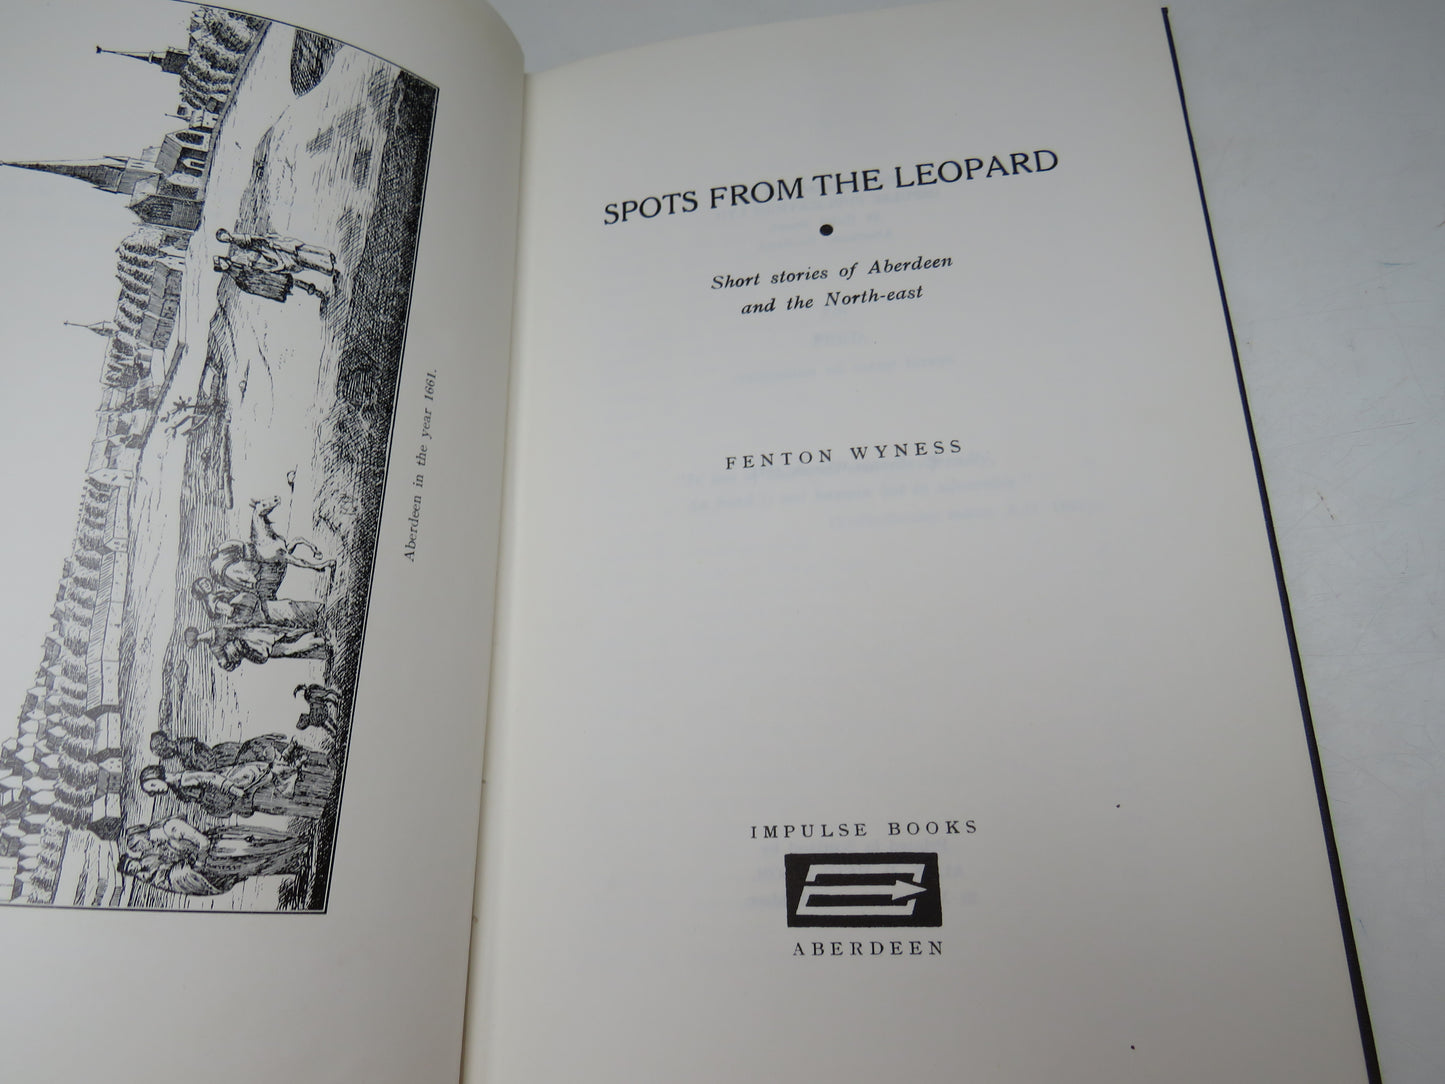 Aberdeen in the year 1661.
SPOTS FROM THE LEOPARD
Short stories of Aberdeen
and the North-east
FENTON WYNESS
IMPULSE BOOKS
ABERDEEN